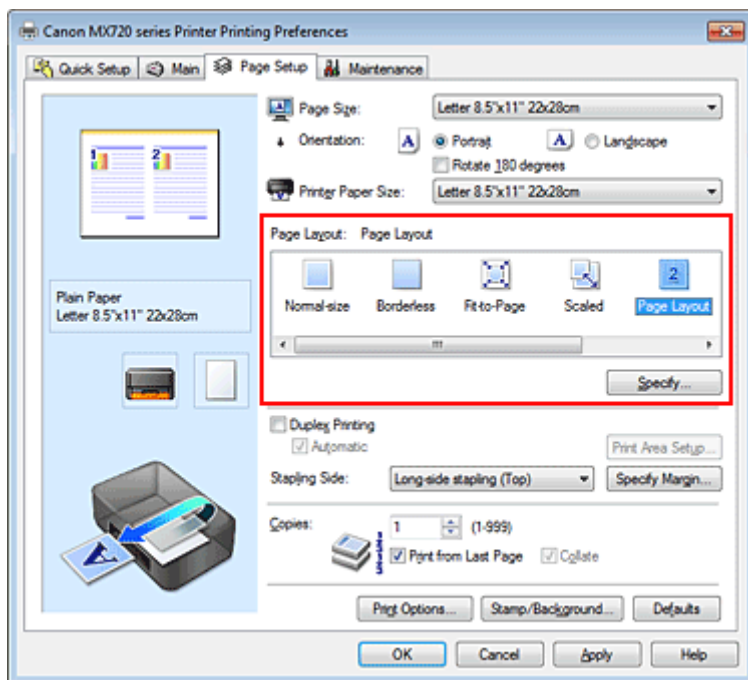 Canon MX720 series Printer Printing Preferences
Quick Setup Main Page Setup Maintenance
1 2
Plain Paper
Letter 8.5"x11" 22x28cm
Page Size: Letter 8.5"x11" 22x28cm
Orientation: A Portrait A Landscape
Rotate 180 degrees
Printer Paper Size: Letter 8.5"x11" 22x28cm
Page Layout: Page Layout
2
Normal-size Borderless Fit-to-Page Scaled Page Layout
Specify...
Duplex Printing
Automatic Print Area Setup...
Stapling Side: Long-side stapling (Top) Specify Margin...
Copies: 1 (1-999)
Print from Last Page Collate
Print Options... Stamp/Background... Defaults
OK Cancel Apply Help